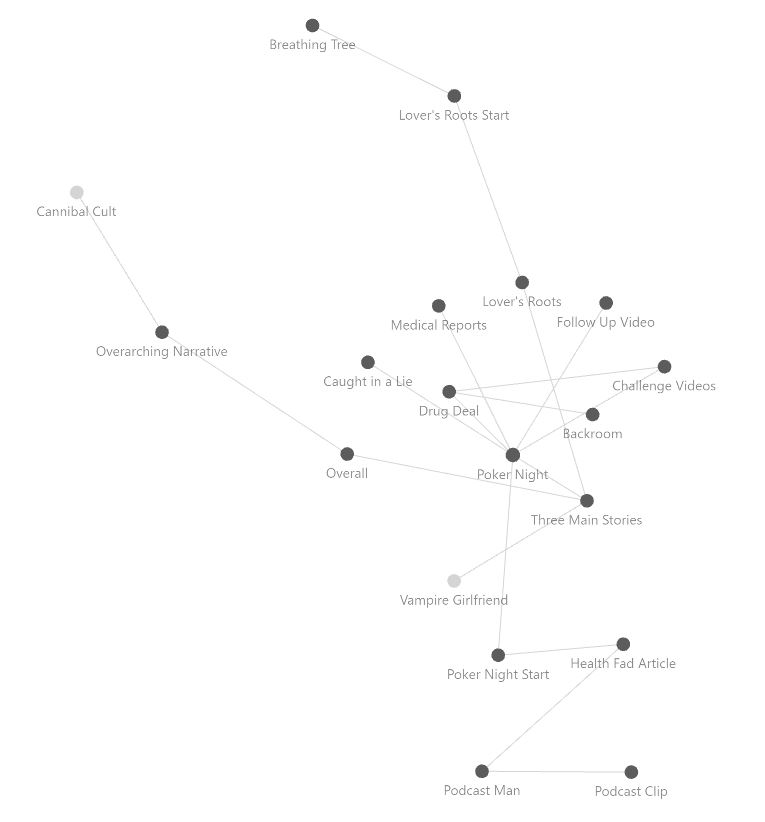 Breathing Tree
Lover's Roots Start
Cannibal Cult
Lover's Roots
Medical Reports
Follow Up Video
Overarching Narrative
Caught in a Lie
Challenge Videos
Drug Deal
Backroom
Overall
Poker Night
Three Main Stories
Vampire Girlfriend
Health Fad Article
Poker Night Start
Podcast Man
Podcast Clip